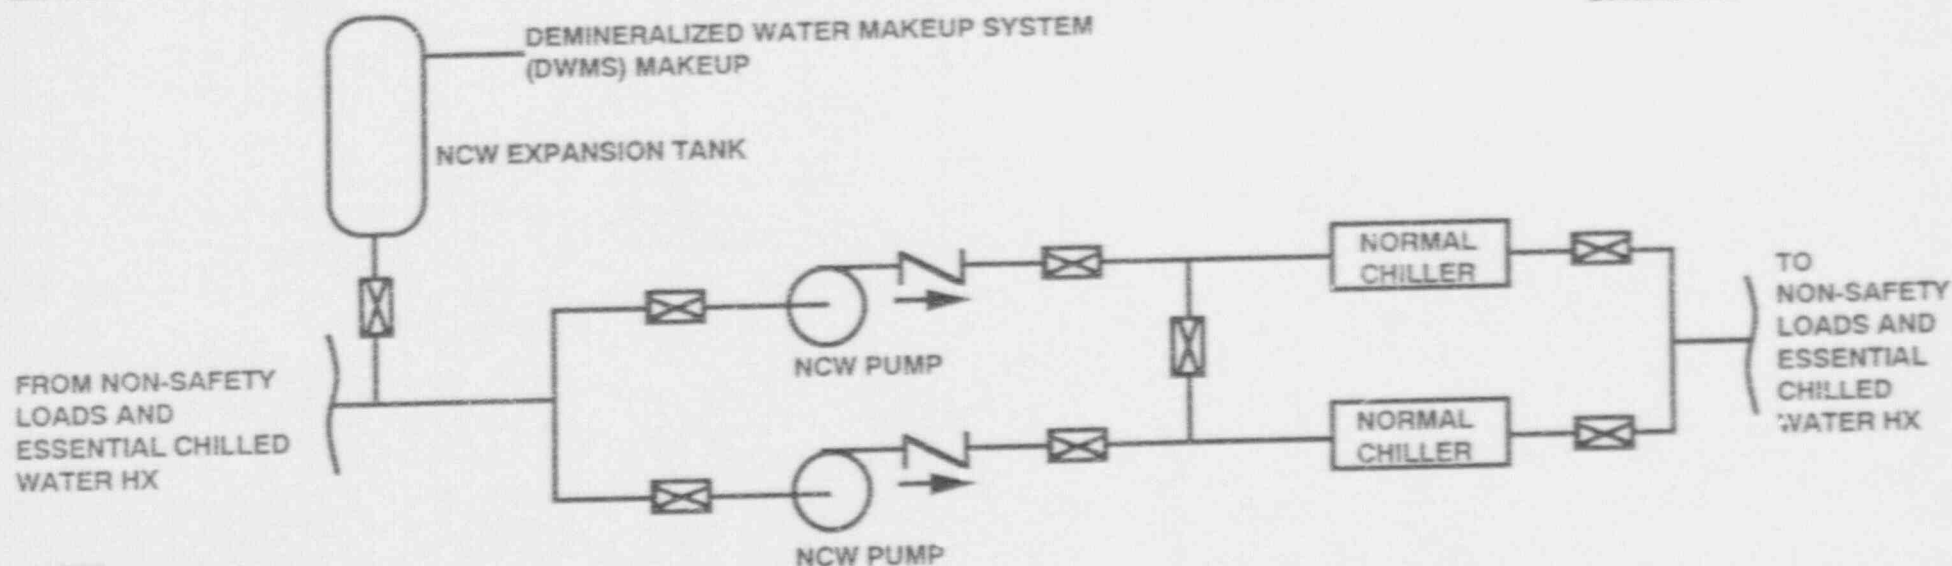 DEMINERALIZED WATER MAKEUP SYSTEM
(DWMS) MAKEUP
NCW EXPANSION TANK
FROM NON-SAFETY
LOADS AND
ESSENTIAL CHILLED
WATER HX
NCW PUMP
NCW PUMP
NORMAL
CHILLER
NORMAL
CHILLER
TO
NON-SAFETY
LOADS AND
ESSENTIAL
CHILLED
WATER HX